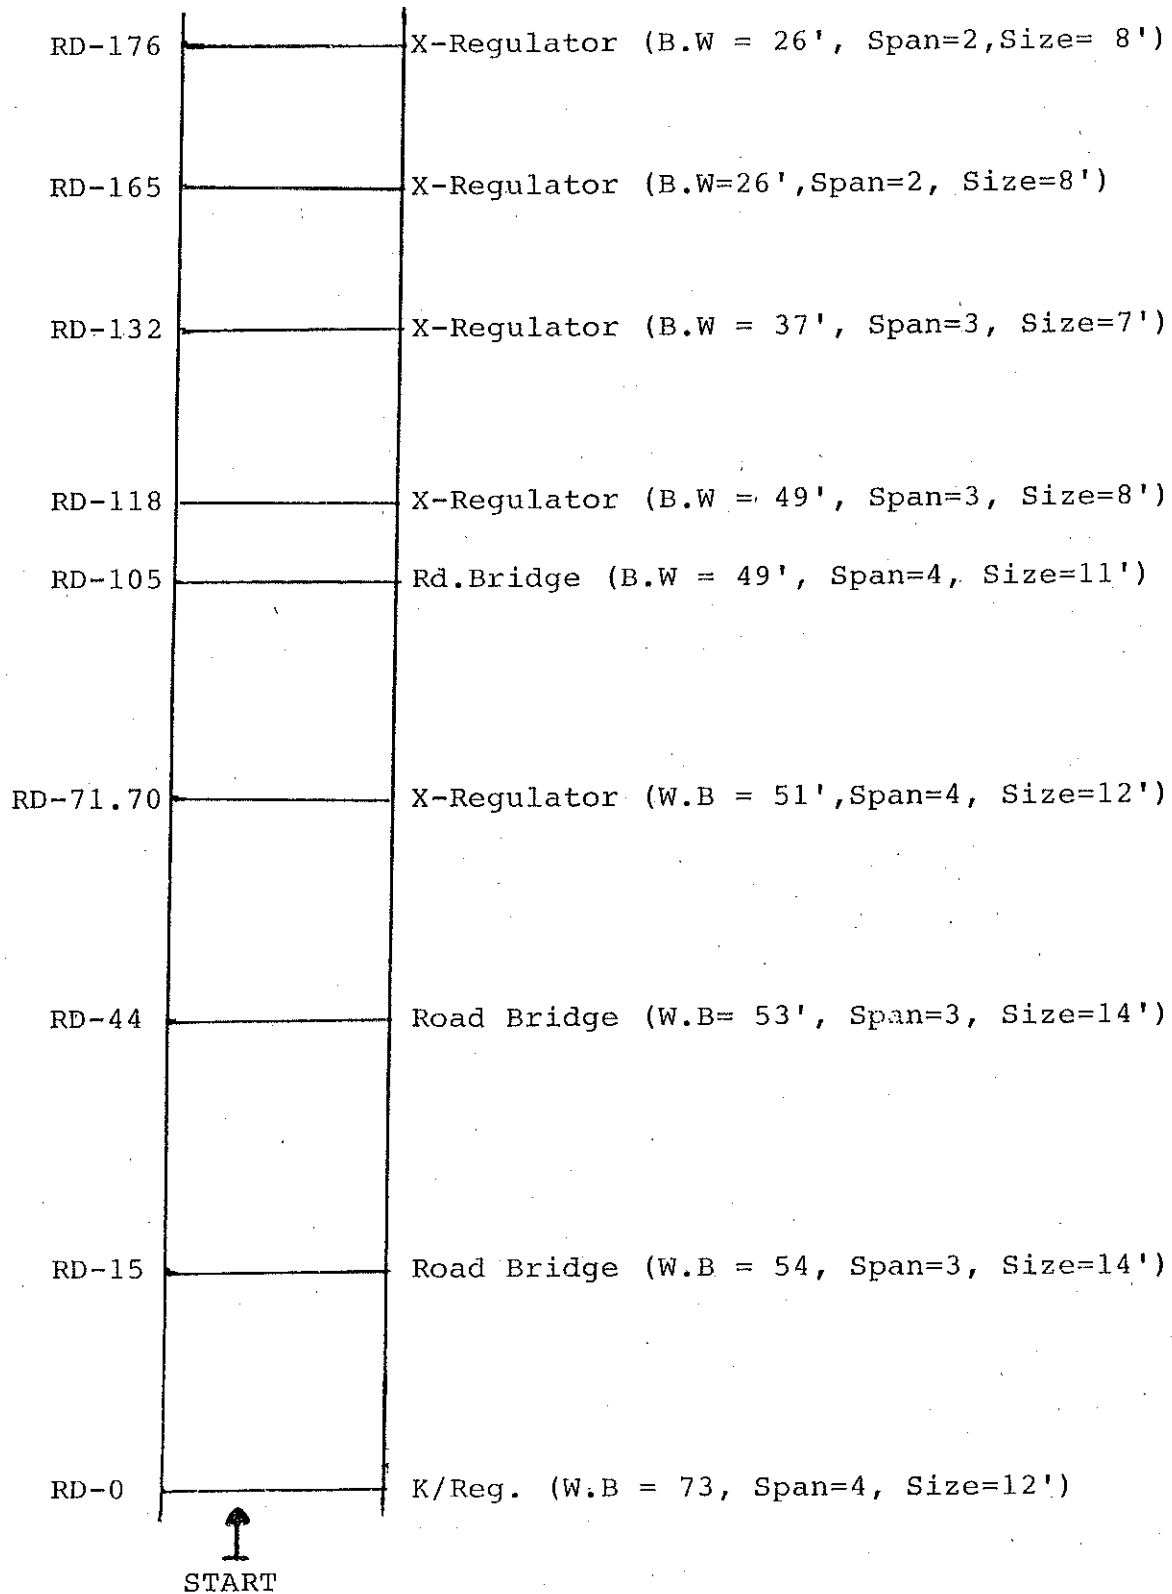 RD-176 X-Regulator (B.W = 26', Span=2,Size= 8')
RD-165 X-Regulator (B.W=26',Span=2, Size=8')
RD-132 X-Regulator (B.W = 37', Span=3, Size=7')
RD-118 X-Regulator (B.W = 49', Span=3, Size=8')
RD-105 Rd.Bridge (B.W = 49', Span=4, Size=11')
RD-71.70 X-Regulator (W.B = 51',Span=4, Size=12')
RD-44 Road Bridge (W.B= 53', Span=3, Size=14')
RD-15 Road Bridge (W.B = 54, Span=3, Size=14')
RD-0 K/Reg. (W.B = 73, Span=4, Size=12')
START